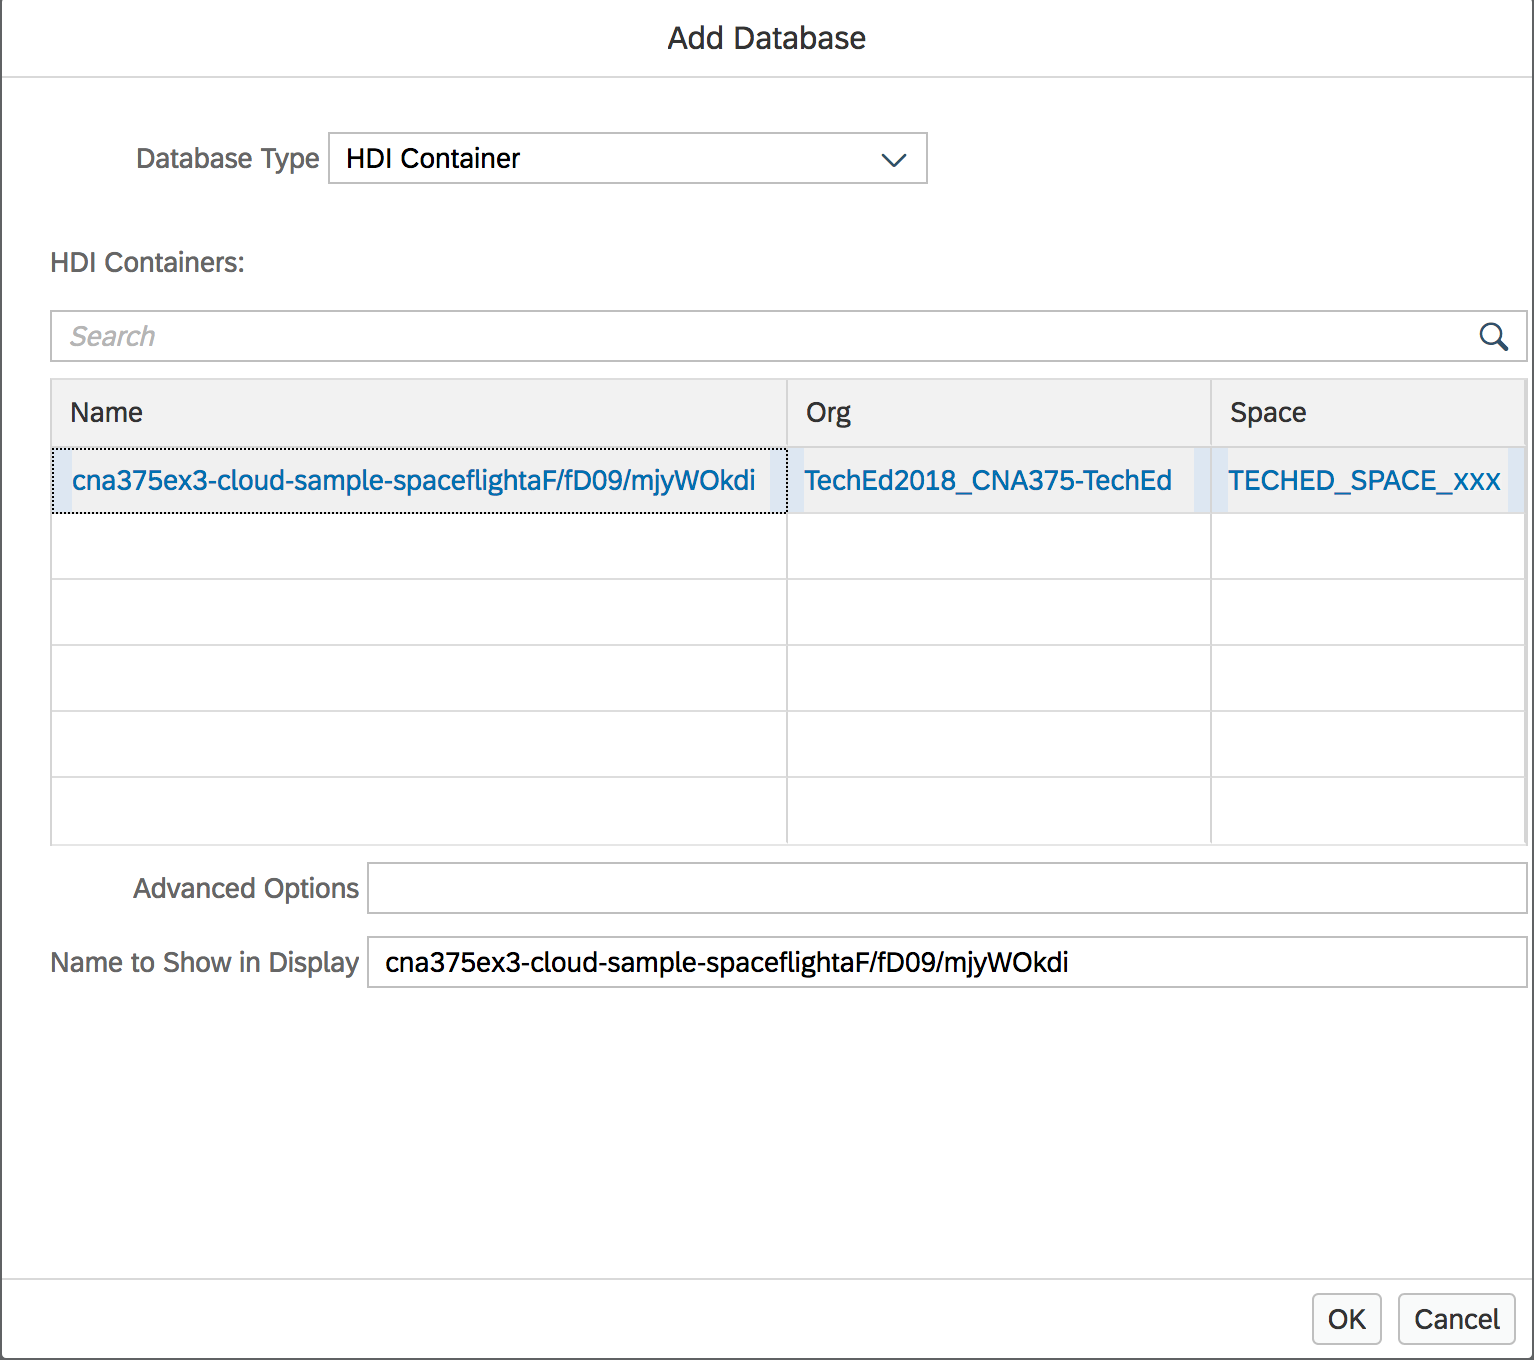 Add Database
Database Type HDI Container
HDI Containers:
Search
Name Org Space
cna375ex3-cloud-sample-spaceflightaF/fD09/mjyWOkdi TechEd2018_CNA375-TechEd TECHED_SPACE_xxx
Advanced Options
Name to Show in Display cna375ex3-cloud-sample-spaceflightaF/fD09/mjyWOkdi
OK Cancel